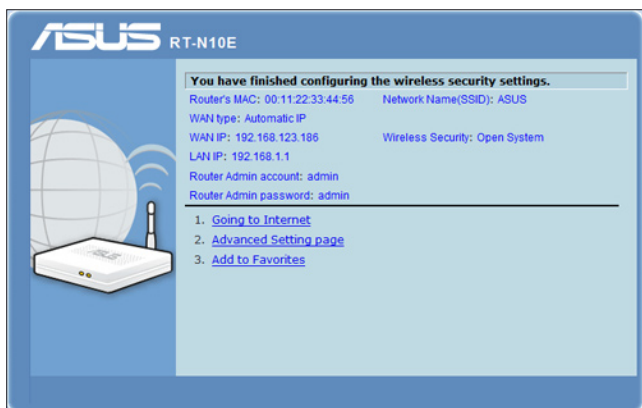 ASUS RT-N10E
You have finished configuring the wireless security settings.
Router's MAC: 00:11:22:33:44:56 Network Name(SSID): ASUS
WAN type: Automatic IP
WAN IP: 192.168.123.186 Wireless Security: Open System
LAN IP: 192.168.1.1
Router Admin account: admin
Router Admin password: admin
1. Going to Internet
2. Advanced Setting page
3. Add to Favorites
ASUS